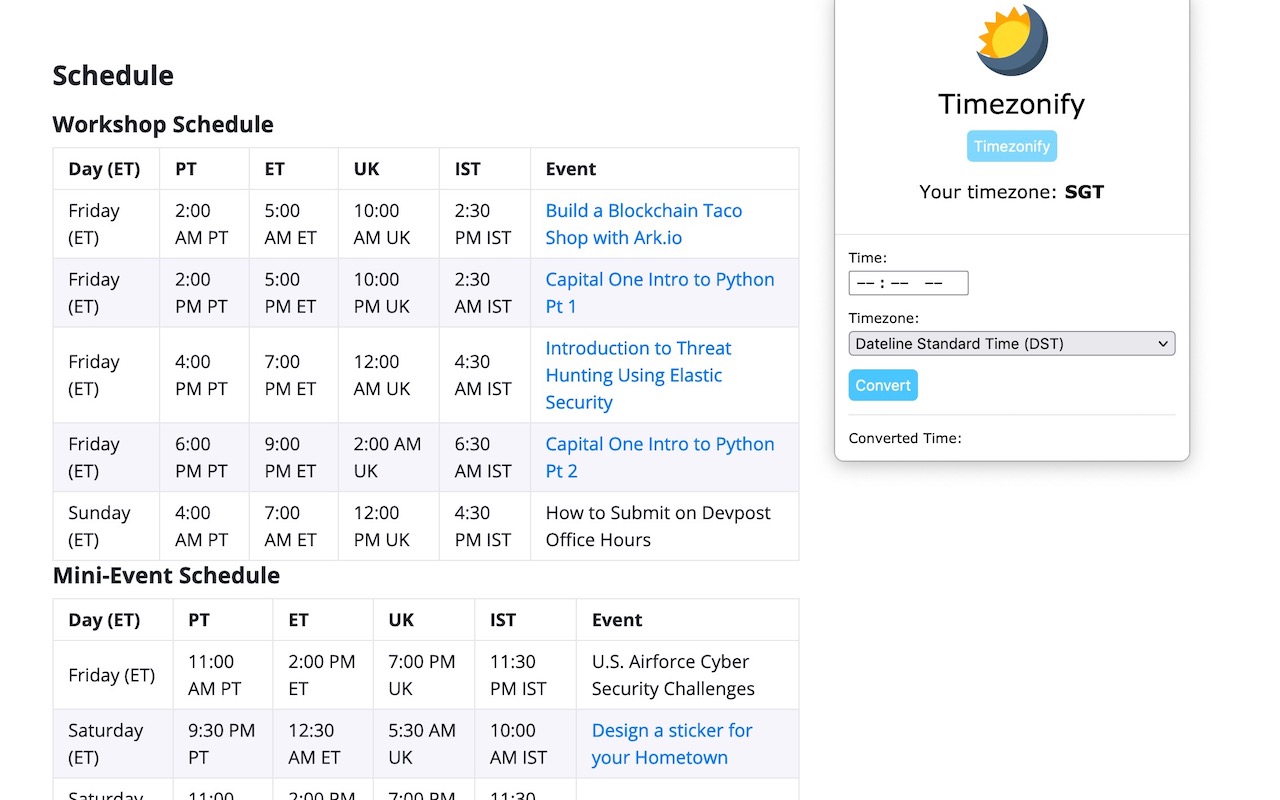 Schedule
Workshop Schedule
Day (ET) PT ET UK IST Event
Friday 2:00 5:00 10:00 2:30 Build a Blockchain Taco
(ET) AM PT AM ET AM UK PM IST Shop with Ark.io
Friday 2:00 5:00 10:00 2:30 Capital One Intro to Python
(ET) PM PT PM ET PM UK AM IST Pt 1
Introduction to Threat
Friday 4:00 7:00 12:00 4:30 Hunting Using Elastic
(ET) PM PT PM ET AM UK AM IST Security
Friday 6:00 9:00 2:00 AM 6:30 Capital One Intro to Python
(ET) PM PT PM ET UK AM IST Pt 2
Sunday 4:00 7:00 12:00 4:30 How to Submit on Devpost
(ET) AM PT AM ET PM UK PM IST Office Hours
Mini-Event Schedule
Day (ET) PT ET UK IST Event
11:00 2:00 PM 7:00 PM 11:30 U.S. Airforce Cyber
Friday (ET) AM PT ET UK PM IST Security Challenges
Saturday 9:30 PM 12:30 5:30 AM 10:00 Design a sticker for
(ET) PT AM ET UK AM IST your Hometown
Saturday 11:00 2:00 PM 7:00 PM 11:30
Timezonify
Timezonify
Your timezone: SGT
Time:
-- : -- --
Timezone:
Dateline Standard Time (DST)
Convert
Converted Time: